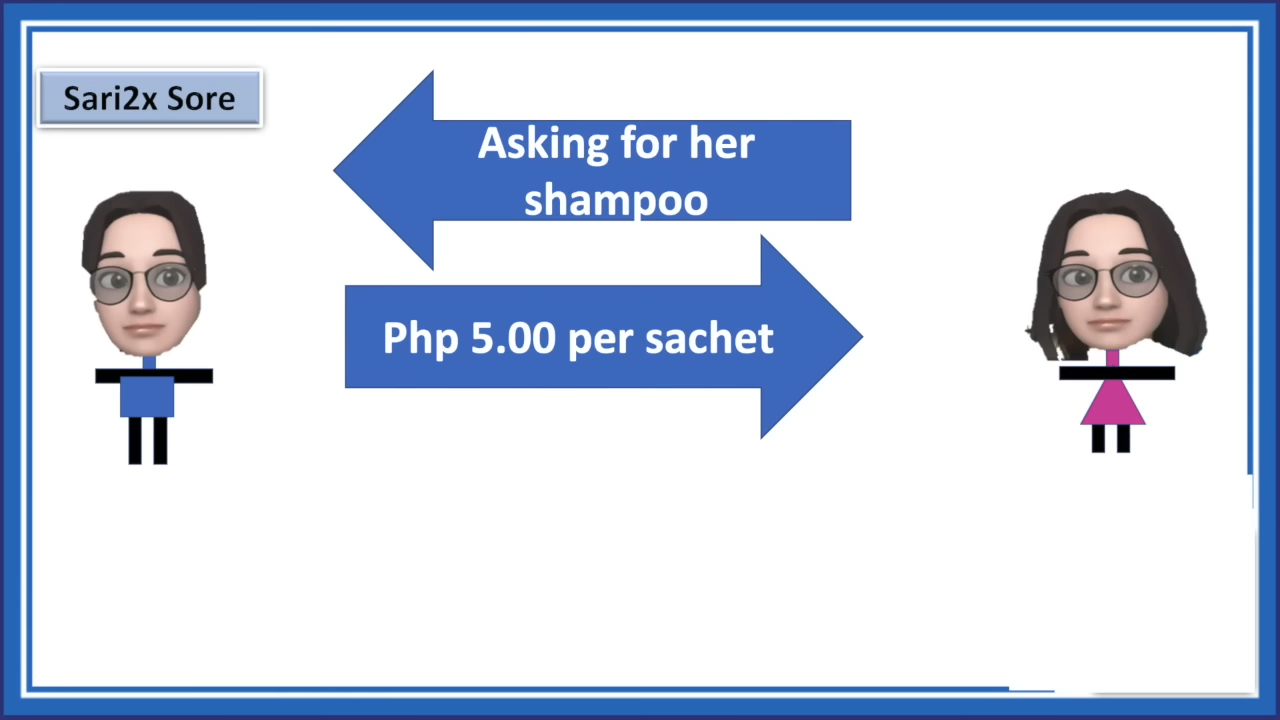 Sari2x Sore
Asking for her
shampoo
Php 5.00 per sachet